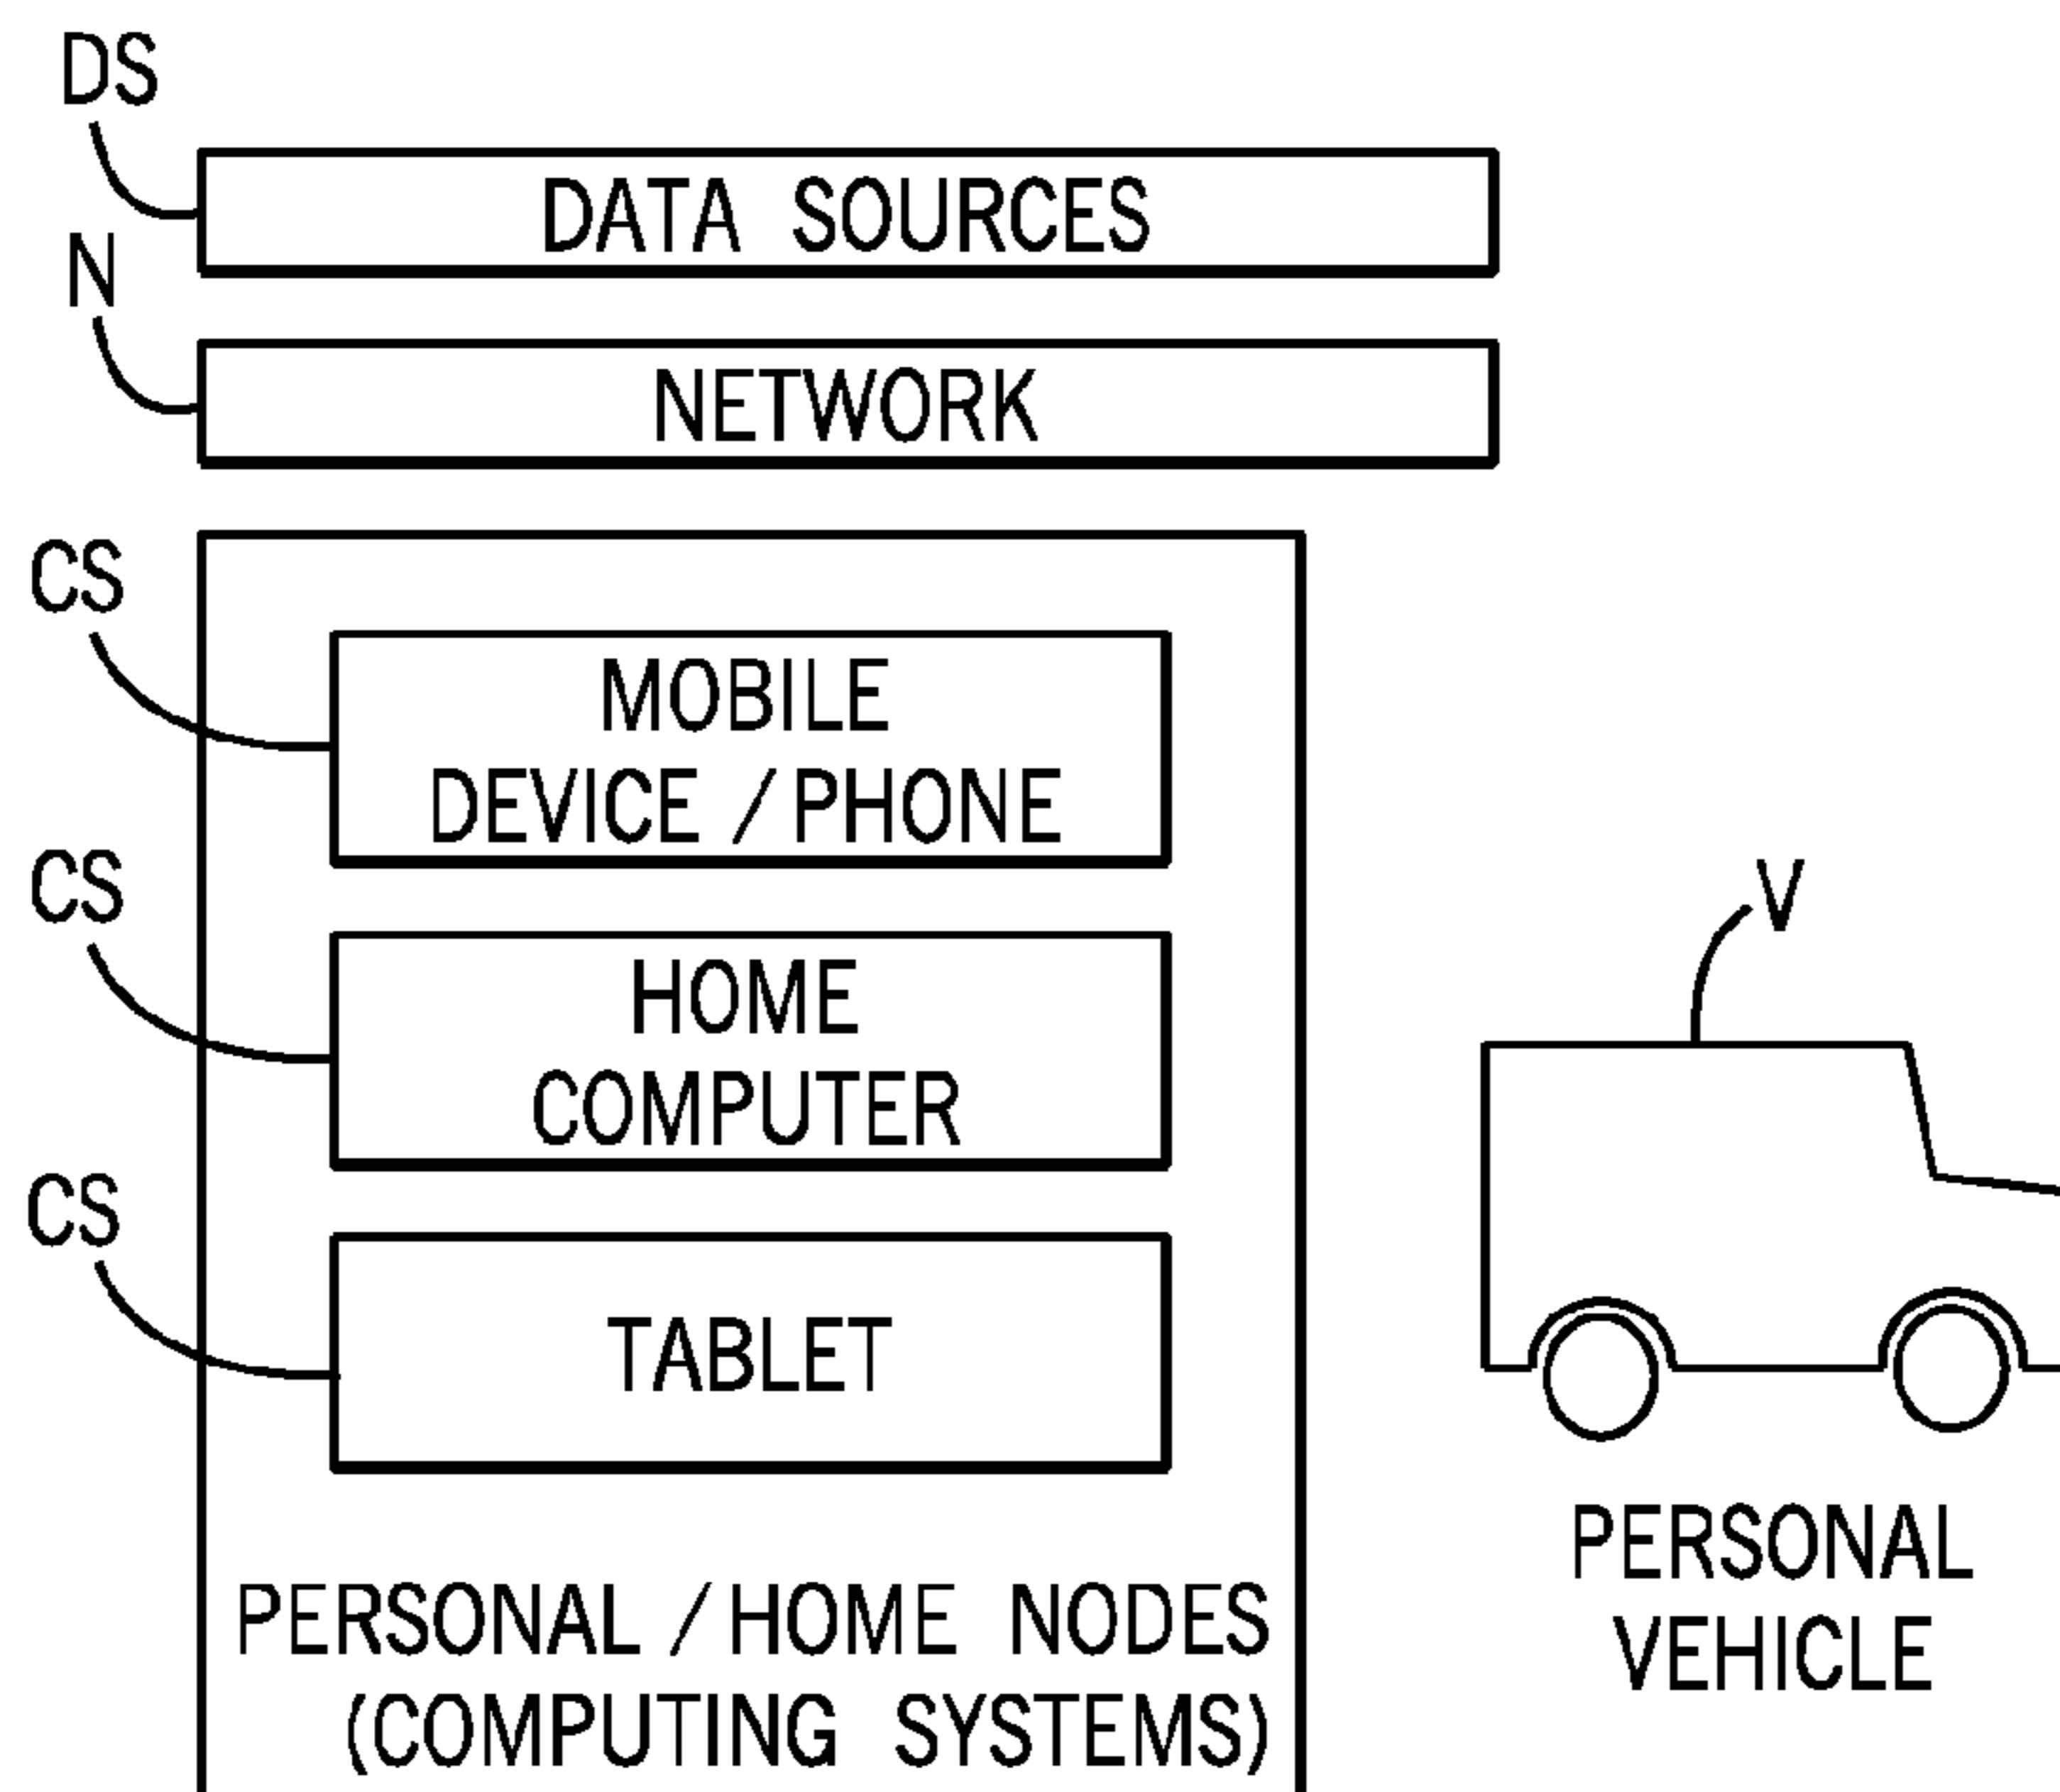 DS
DATA SOURCES
N
NETWORK
CS
MOBILE
DEVICE / PHONE
CS
HOME
COMPUTER
CS
TABLET
PERSONAL / HOME NODES
(COMPUTING SYSTEMS)
V
PERSONAL
VEHICLE